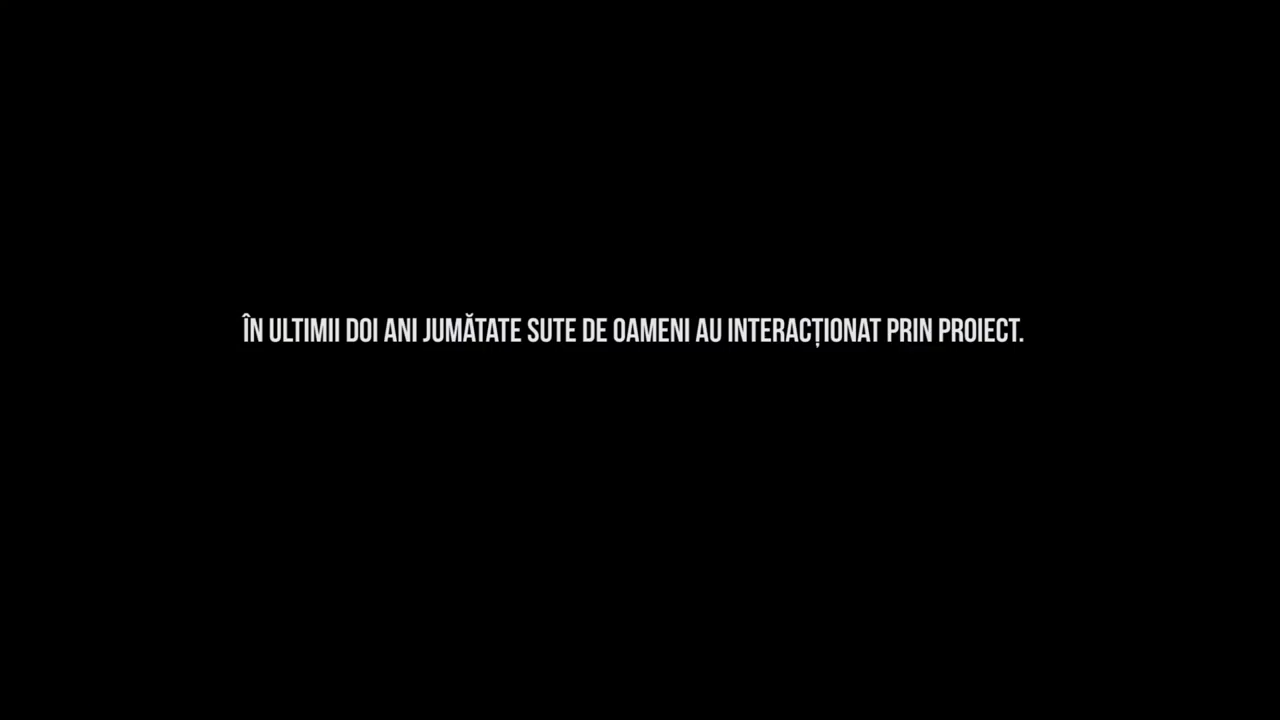 ÎN ULTIMII DOI ANI JUMĂTATE SUTE DE OAMENI AU INTERACȚIONAT PRIN PROIECT.